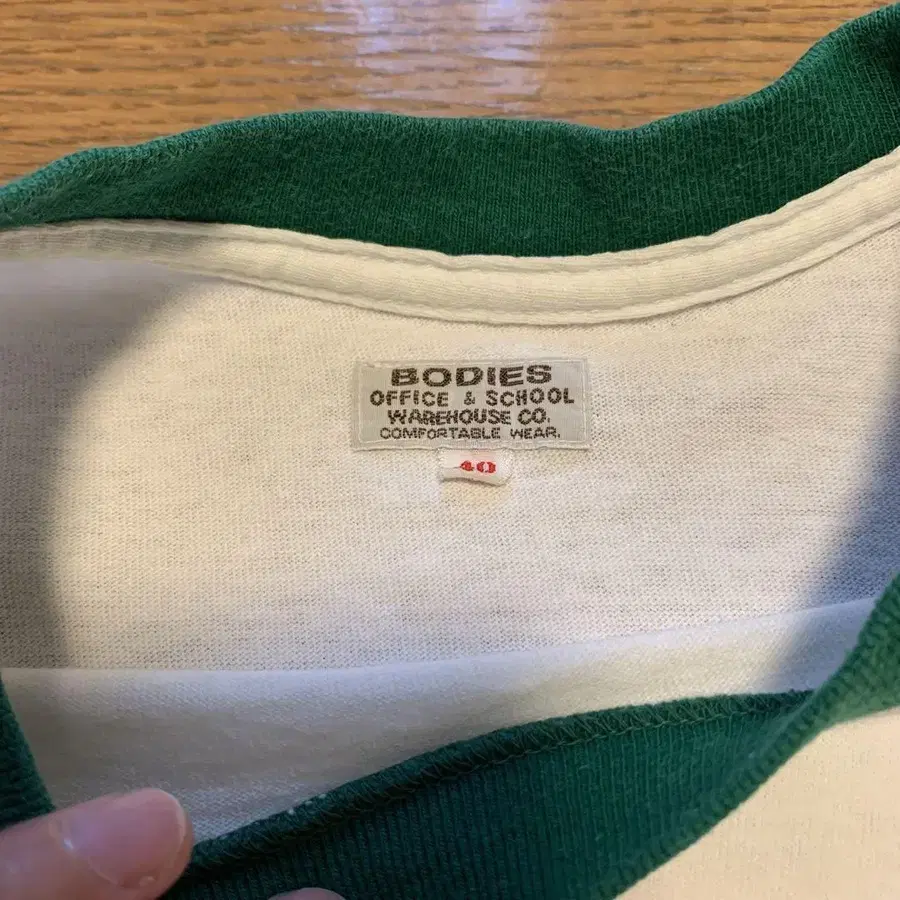 BODIES
OFFICE & SCHOOL
WAREHOUSE CO.
COMFORTABLE WEAR.
40